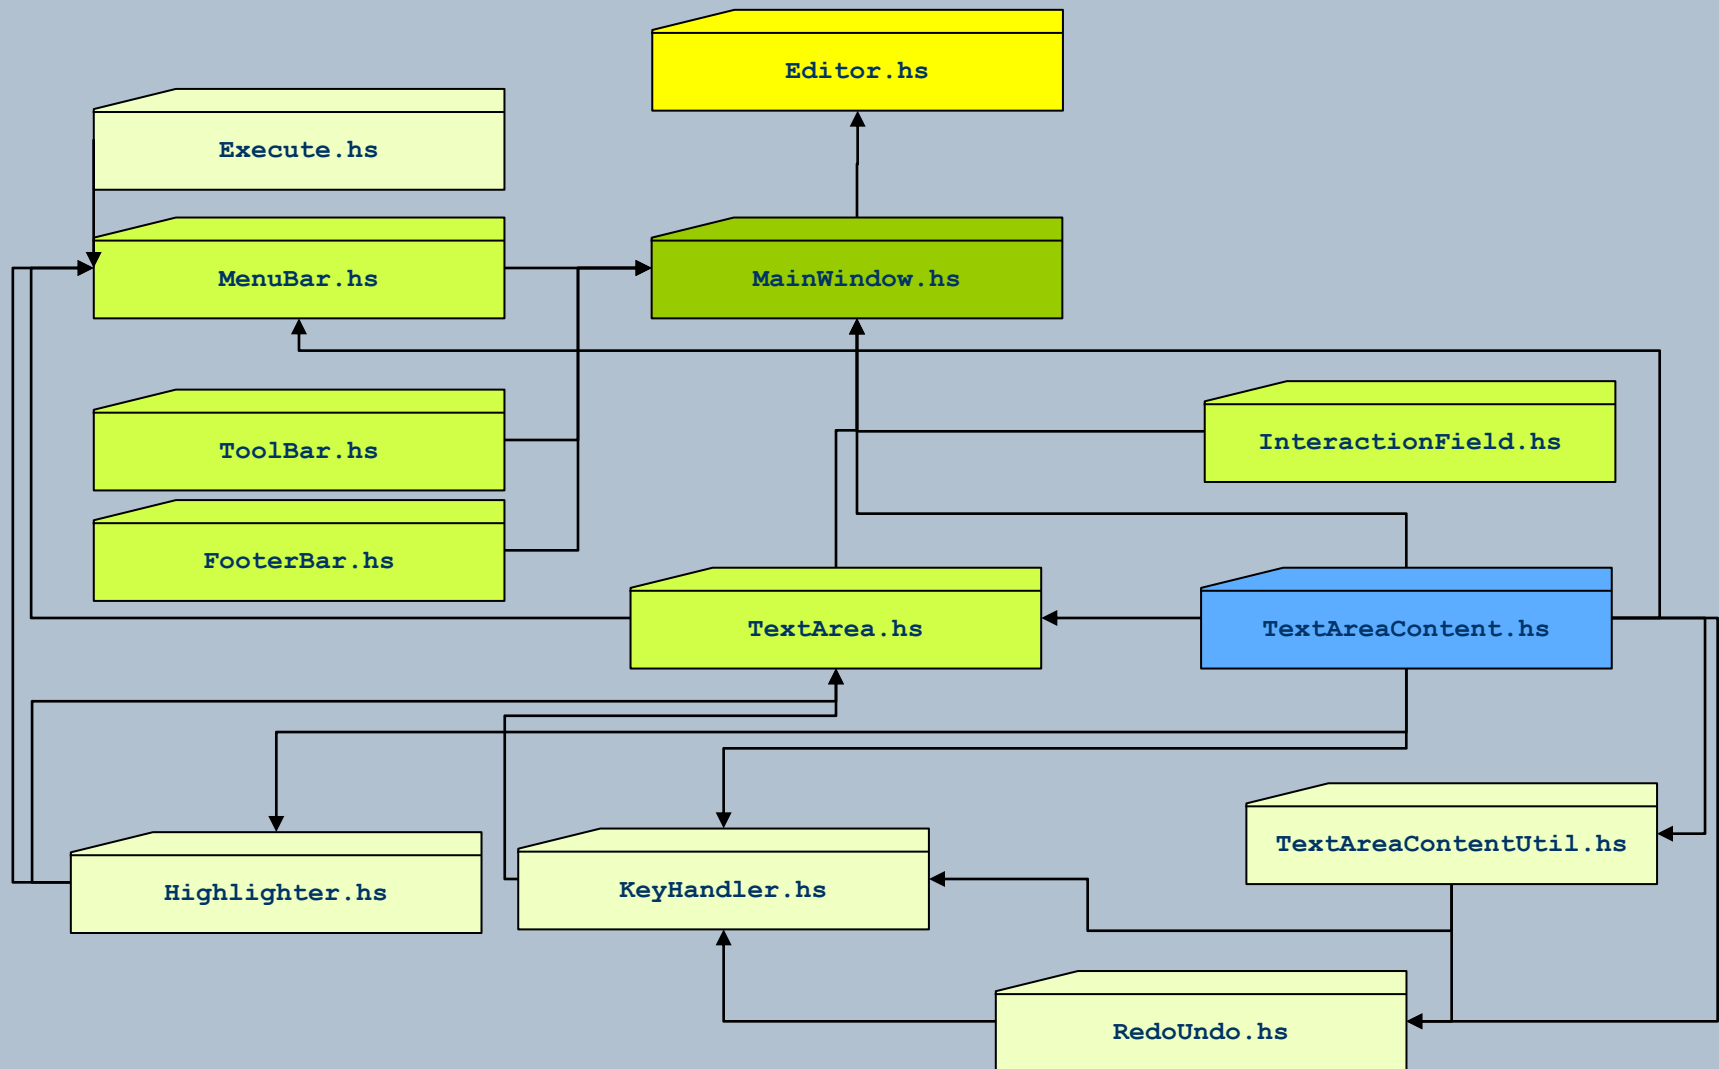 Editor.hs
Execute.hs
MenuBar.hs
MainWindow.hs
ToolBar.hs
InteractionField.hs
FooterBar.hs
TextArea.hs
TextAreaContent.hs
TextAreaContentUtil.hs
Highlighter.hs
KeyHandler.hs
RedoUndo.hs